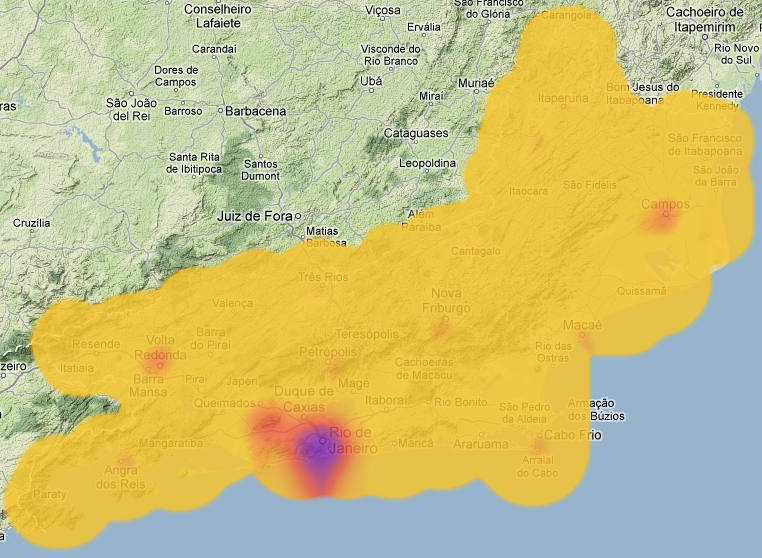 São Francisco
do Glória
Conselheiro
Lafaiete
Viçosa
Carangola
Cachoeiro de
Itapemirim
Ervália
Carandaí
Visconde do
Rio Branco
Rio Novo
do Sul
Dores de
Campos
Ubá
Muriaé
Bom Jesus do
Itabapoana
Presidente
Kennedy
Miraí
Itaperuna
São João
del Rei
Barroso
Barbacena
Cataguases
São Francisco
de Itabapoana
Santa Rita
de Ibitipoca
Santos
Dumont
Leopoldina
São João
da Barra
Itaocara
São Fidélis
Campos
Cruzília
Juiz de Fora
Além
Paraíba
Matias
Barbosa
Cantagalo
Três Rios
Quissamã
Valença
Nova
Friburgo
Macaé
Resende
Volta
Redonda
Barra
do Piraí
Teresópolis
Rio das
Ostras
Petrópolis
Itatiaia
Cachoeiras
de Macacu
zeiro
Barra
Mansa
Piraí
Japeri
Magé
Duque de
Caxias
Queimados
Itaboraí
Rio Bonito
São Pedro
da Aldeia
Armação
dos Búzios
Rio de
Janeiro
Mangaratiba
Maricá
Araruama
Cabo Frio
Angra
dos Reis
Arraial
do Cabo
Paraty